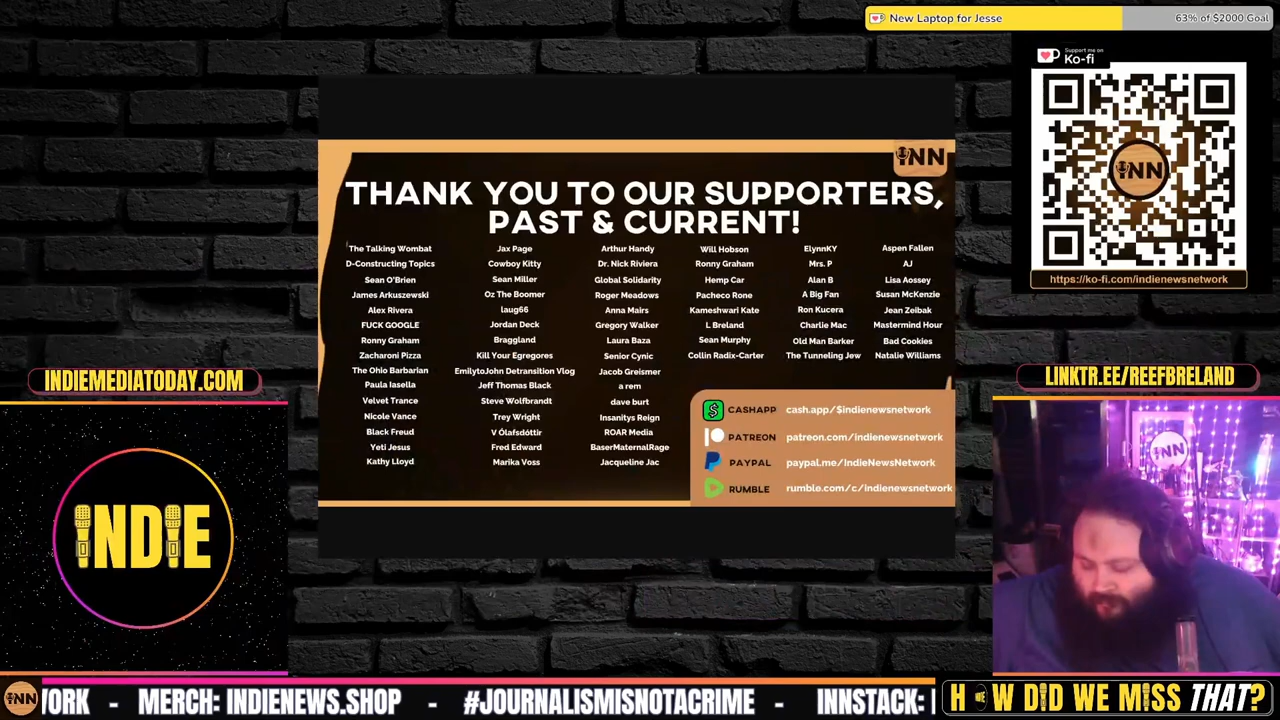 New Laptop for Jesse
63% of $2000 Goal
Support me on
Ko-fi
iNN
https://ko-fi.com/indienewsnetwork
iNN
THANK YOU TO OUR SUPPORTERS,
PAST & CURRENT!
The Talking Wombat
D-Constructing Topics
Sean O'Brien
James Arkuszewski
Alex Rivera
FUCK GOOGLE
Ronny Graham
Zacharoni Pizza
The Ohio Barbarian
Paula Iasella
Velvet Trance
Nicole Vance
Black Freud
Yeti Jesus
Kathy Lloyd
Jax Page
Cowboy Kitty
Sean Miller
Oz The Boomer
laug66
Jordan Deck
Braggland
Kill Your Egregores
EmilytoJohn Detransition Vlog
Jeff Thomas Black
Steve Wolfbrandt
Trey Wright
V Ólafsdóttir
Fred Edward
Marika Voss
Arthur Handy
Dr. Nick Riviera
Global Solidarity
Roger Meadows
Anna Mairs
Gregory Walker
Laura Baza
Senior Cynic
Jacob Greismer
a rem
dave burt
Insanitys Reign
ROAR Media
BaserMaternalRage
Jacqueline Jac
Will Hobson
Ronny Graham
Hemp Car
Pacheco Rone
Kameshwari Kate
L Breland
Sean Murphy
Collin Radix-Carter
ElynnKY
Mrs. P
Alan B
A Big Fan
Ron Kucera
Charlie Mac
Old Man Barker
The Tunneling Jew
Aspen Fallen
AJ
Lisa Aossey
Susan McKenzie
Jean Zeibak
Mastermind Hour
Bad Cookies
Natalie Williams
CASHAPP cash.app/$indienewsnetwork
PATREON patreon.com/indienewsnetwork
PAYPAL paypal.me/IndieNewsNetwork
RUMBLE rumble.com/c/indienewsnetwork
INDIEMEDIATODAY.COM
LINKTR.EE/REEFBRELAND
INDIE
iNN
iNN
WORK - MERCH: INDIENEWS.SHOP - #JOURNALISMISNOTACRIME - INNSTACK:
HOW DID WE MISS THAT?